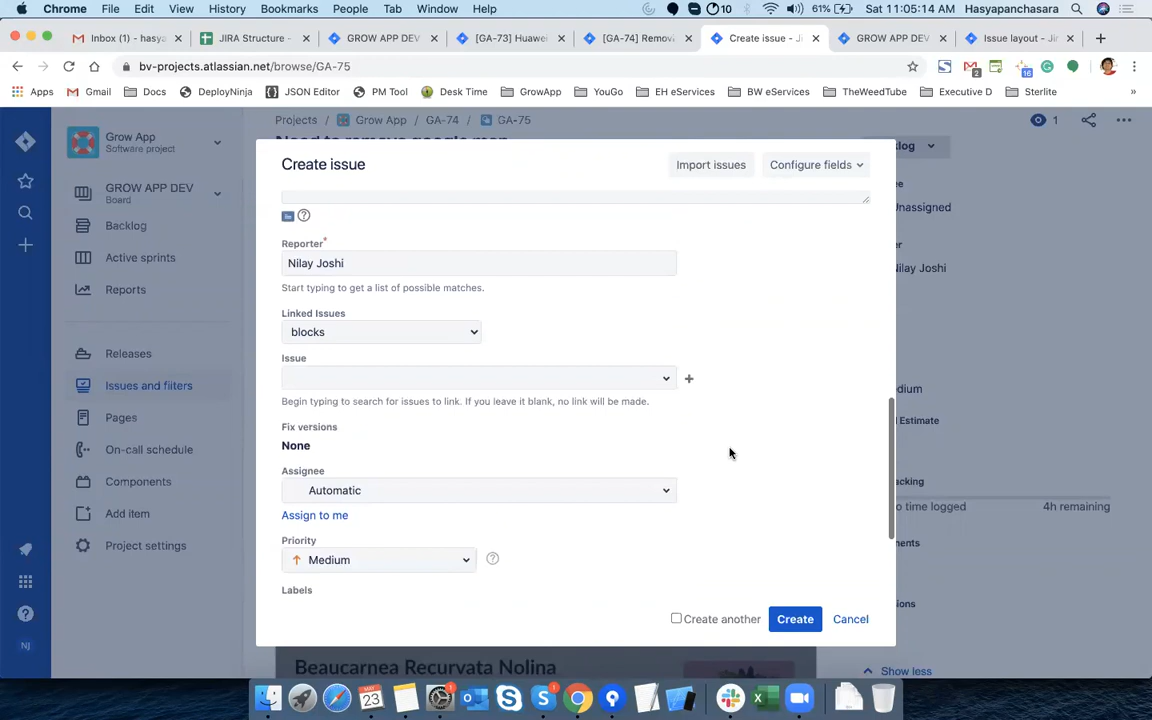 Chrome File Edit View History Bookmarks People Tab Window Help 10 61% Sat 11:05:14 AM Hasyapanchasara
Inbox (1) - hasya JIRA Structure - GROW APP DEV [GA-73] Huawei [GA-74] Remov Create issue - Ji GROW APP DEV Issue layout - Jir
bv-projects.atlassian.net/browse/GA-75
Apps Gmail Docs DeployNinja JSON Editor PM Tool Desk Time GrowApp YouGo EH eServices BW eServices TheWeedTube Executive D Sterlite
Projects / Grow App / GA-74 / GA-75
1
Grow App
Software project
Create issue
Import issues
Configure fields
GROW APP DEV
Board
Backlog
Active sprints
Reports
Releases
Issues and filters
Pages
On-call schedule
Components
Add item
Project settings
NJ
Reporter*
Nilay Joshi
Start typing to get a list of possible matches.
Linked Issues
blocks
Issue
Begin typing to search for issues to link. If you leave it blank, no link will be made.
Fix versions
None
Assignee
Automatic
Assign to me
Priority
Medium
Labels
Create another
Create
Cancel
Unassigned
Nilay Joshi
Estimate
o time logged
4h remaining
Show less
Beaucarnea Recurvata Nolina